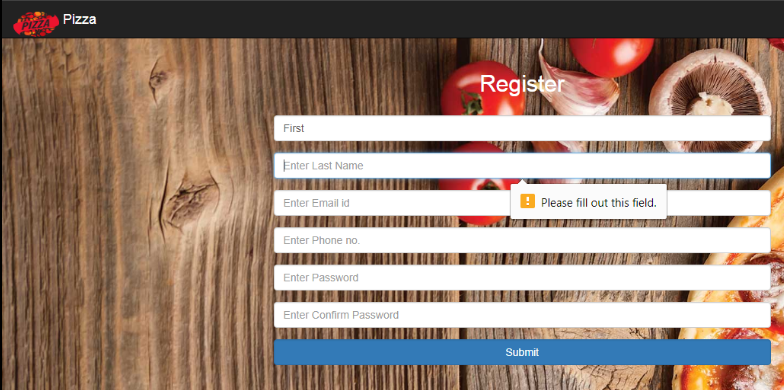 PIZZA
Pizza
Register
First
Enter Last Name
Please fill out this field.
Enter Email id
Enter Phone no.
Enter Password
Enter Confirm Password
Submit